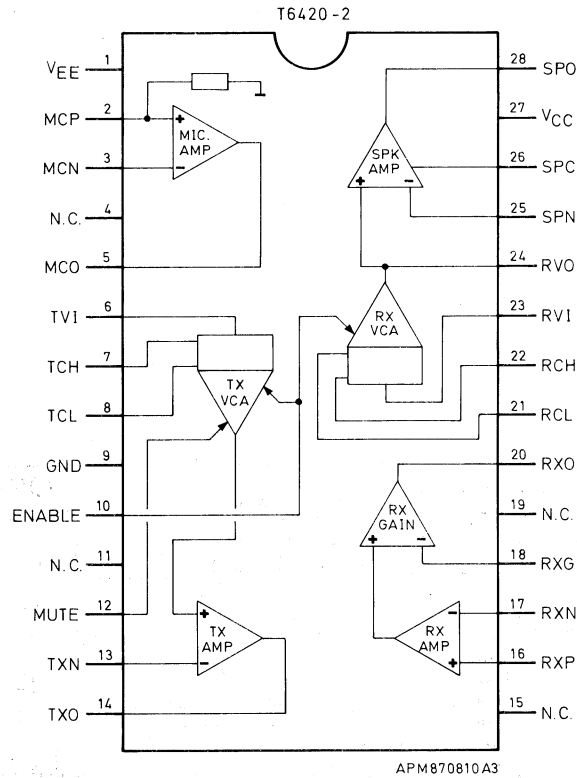 T6420-2
VEE 1
MCP 2
MCN 3
N.C. 4
MCO 5
TVI 6
TCH 7
TCL 8
GND 9
ENABLE 10
N.C. 11
MUTE 12
TXN 13
TXO 14
28 SPO
27 VCC
26 SPC
25 SPN
24 RVO
23 RVI
22 RCH
21 RCL
20 RXO
19 N.C.
18 RXG
17 RXN
16 RXP
15 N.C.
+
MIC.
AMP
-
SPK
AMP
+ -
RX
VCA
TX
VCA
RX
GAIN
+ -
+
TX
AMP
-
-
RX
AMP
+
APM870810A3